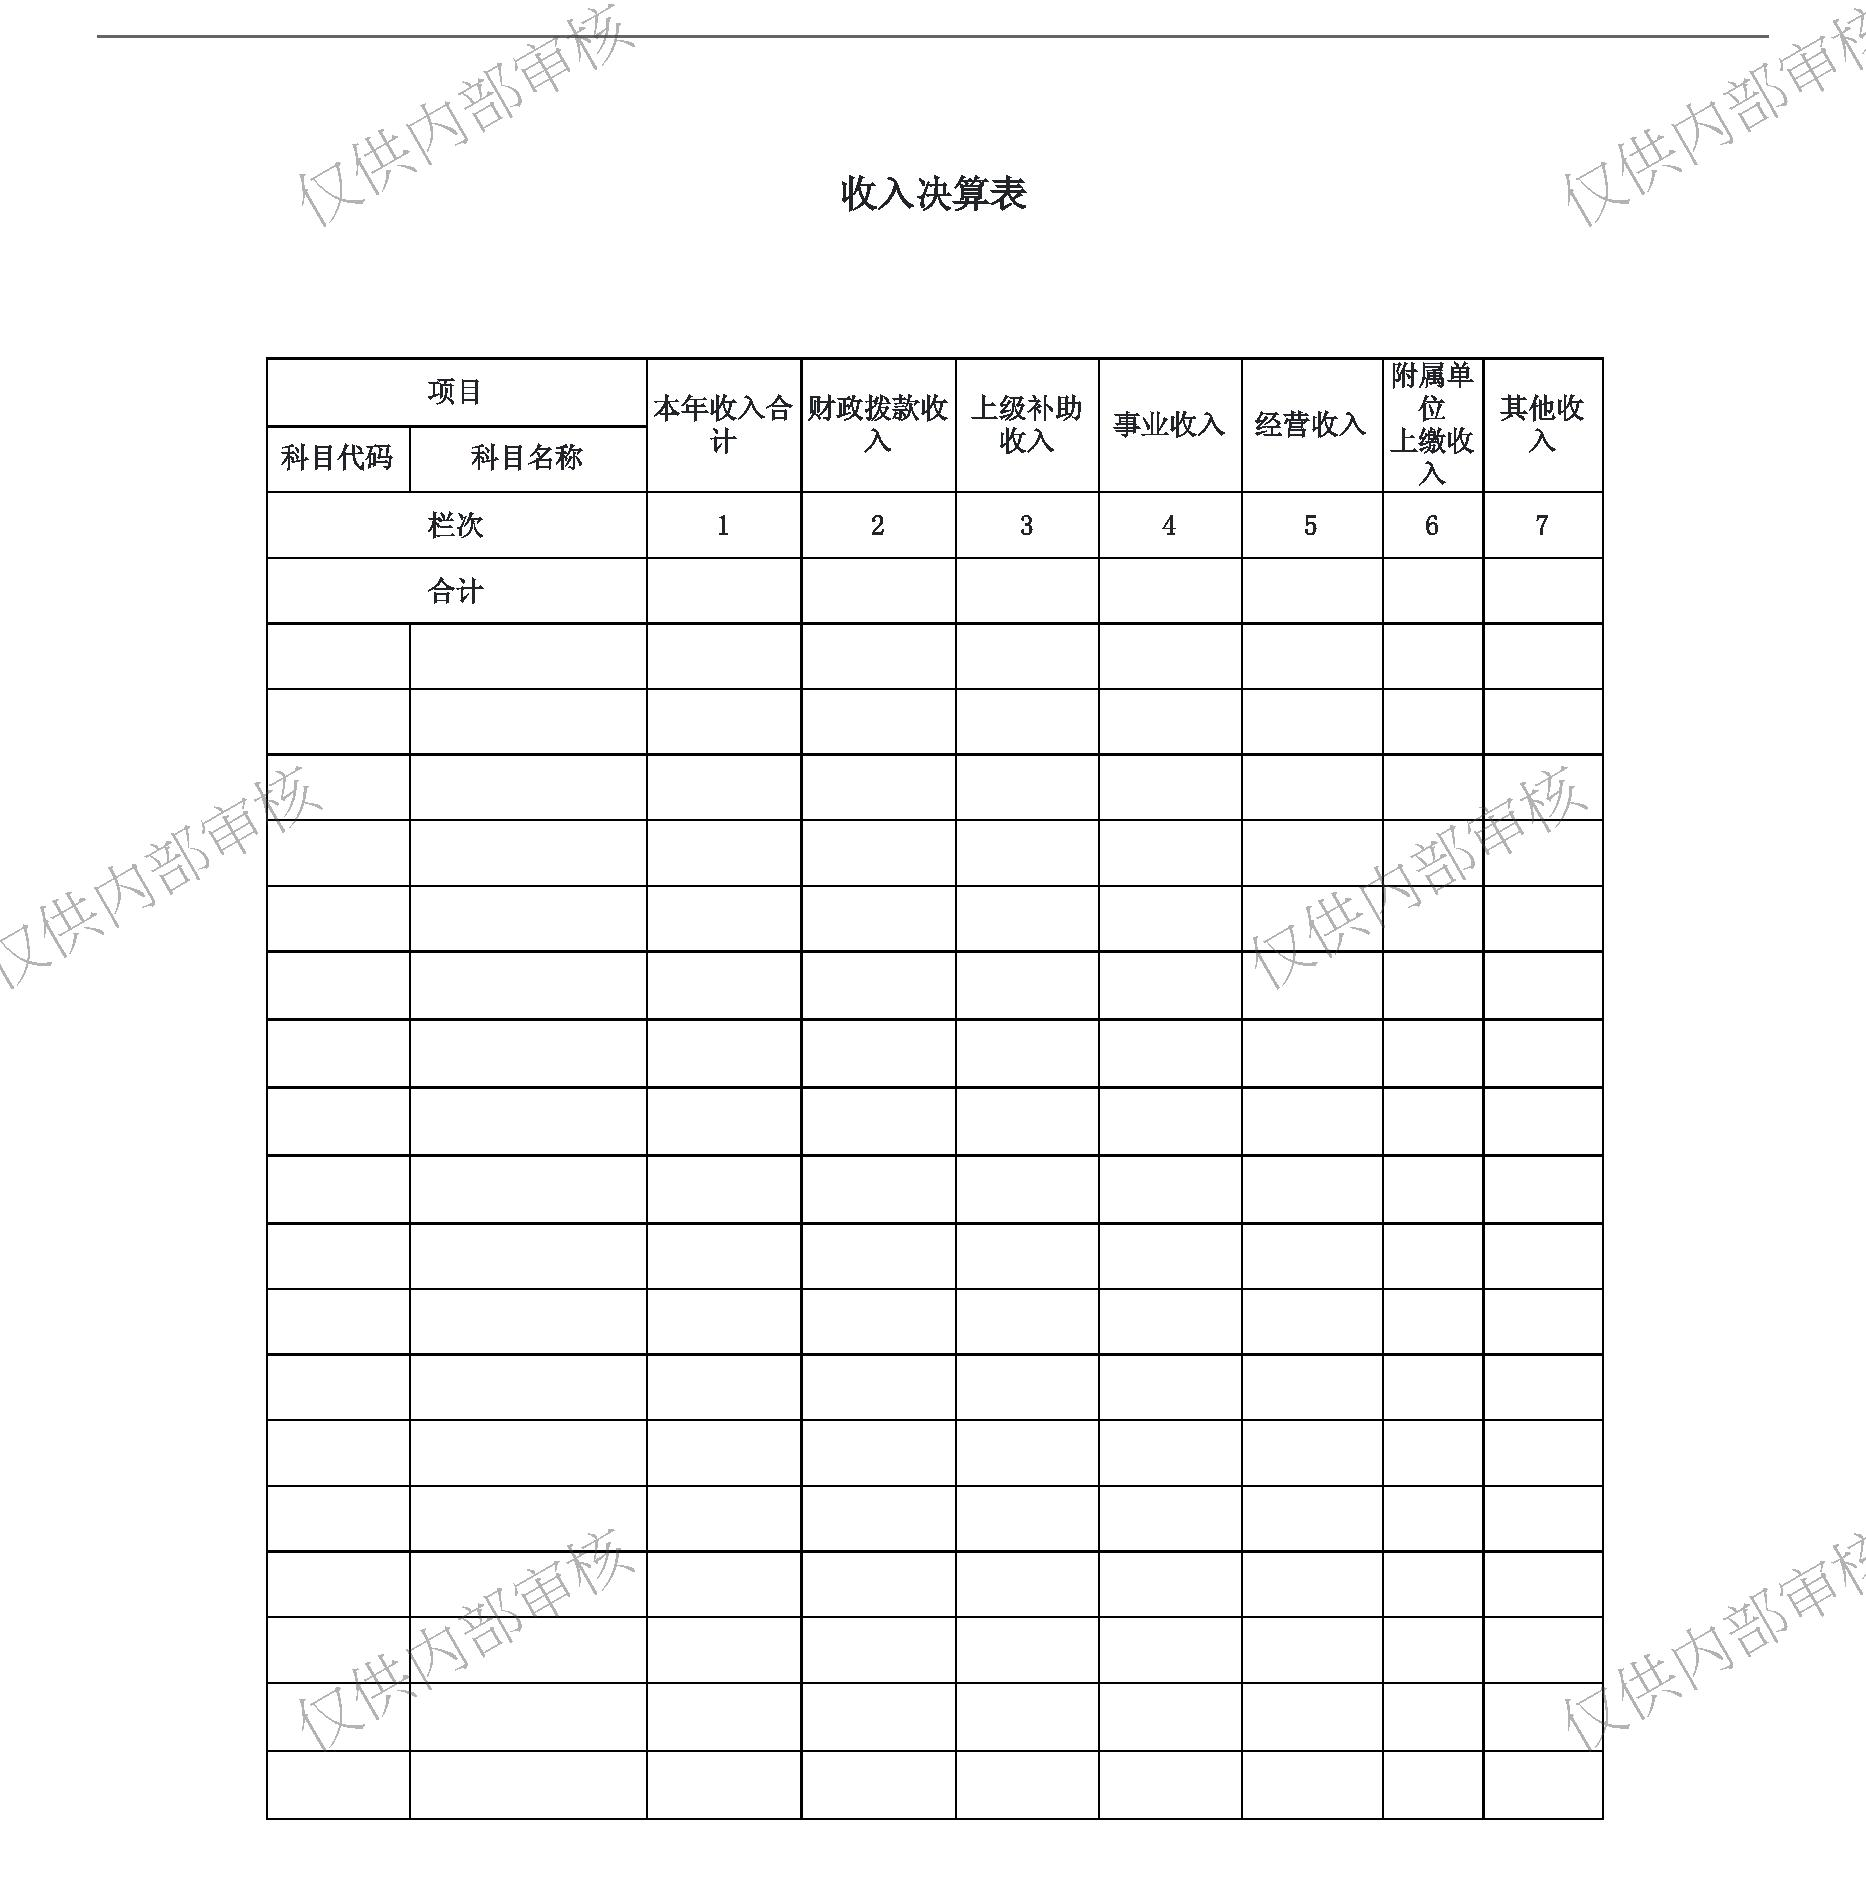 仅供内部审核
仅供内部审核
收入决算表
项目
本年收入合
计
财政拨款收
入
上级补助
收入
事业收入
经营收入
附属单
位
上缴收
入
其他收
入
科目代码
科目名称
栏次 1 2 3 4 5 6 7
合计
仅供内部审核
仅供内部审核
仅供内部审核
仅供内部审核